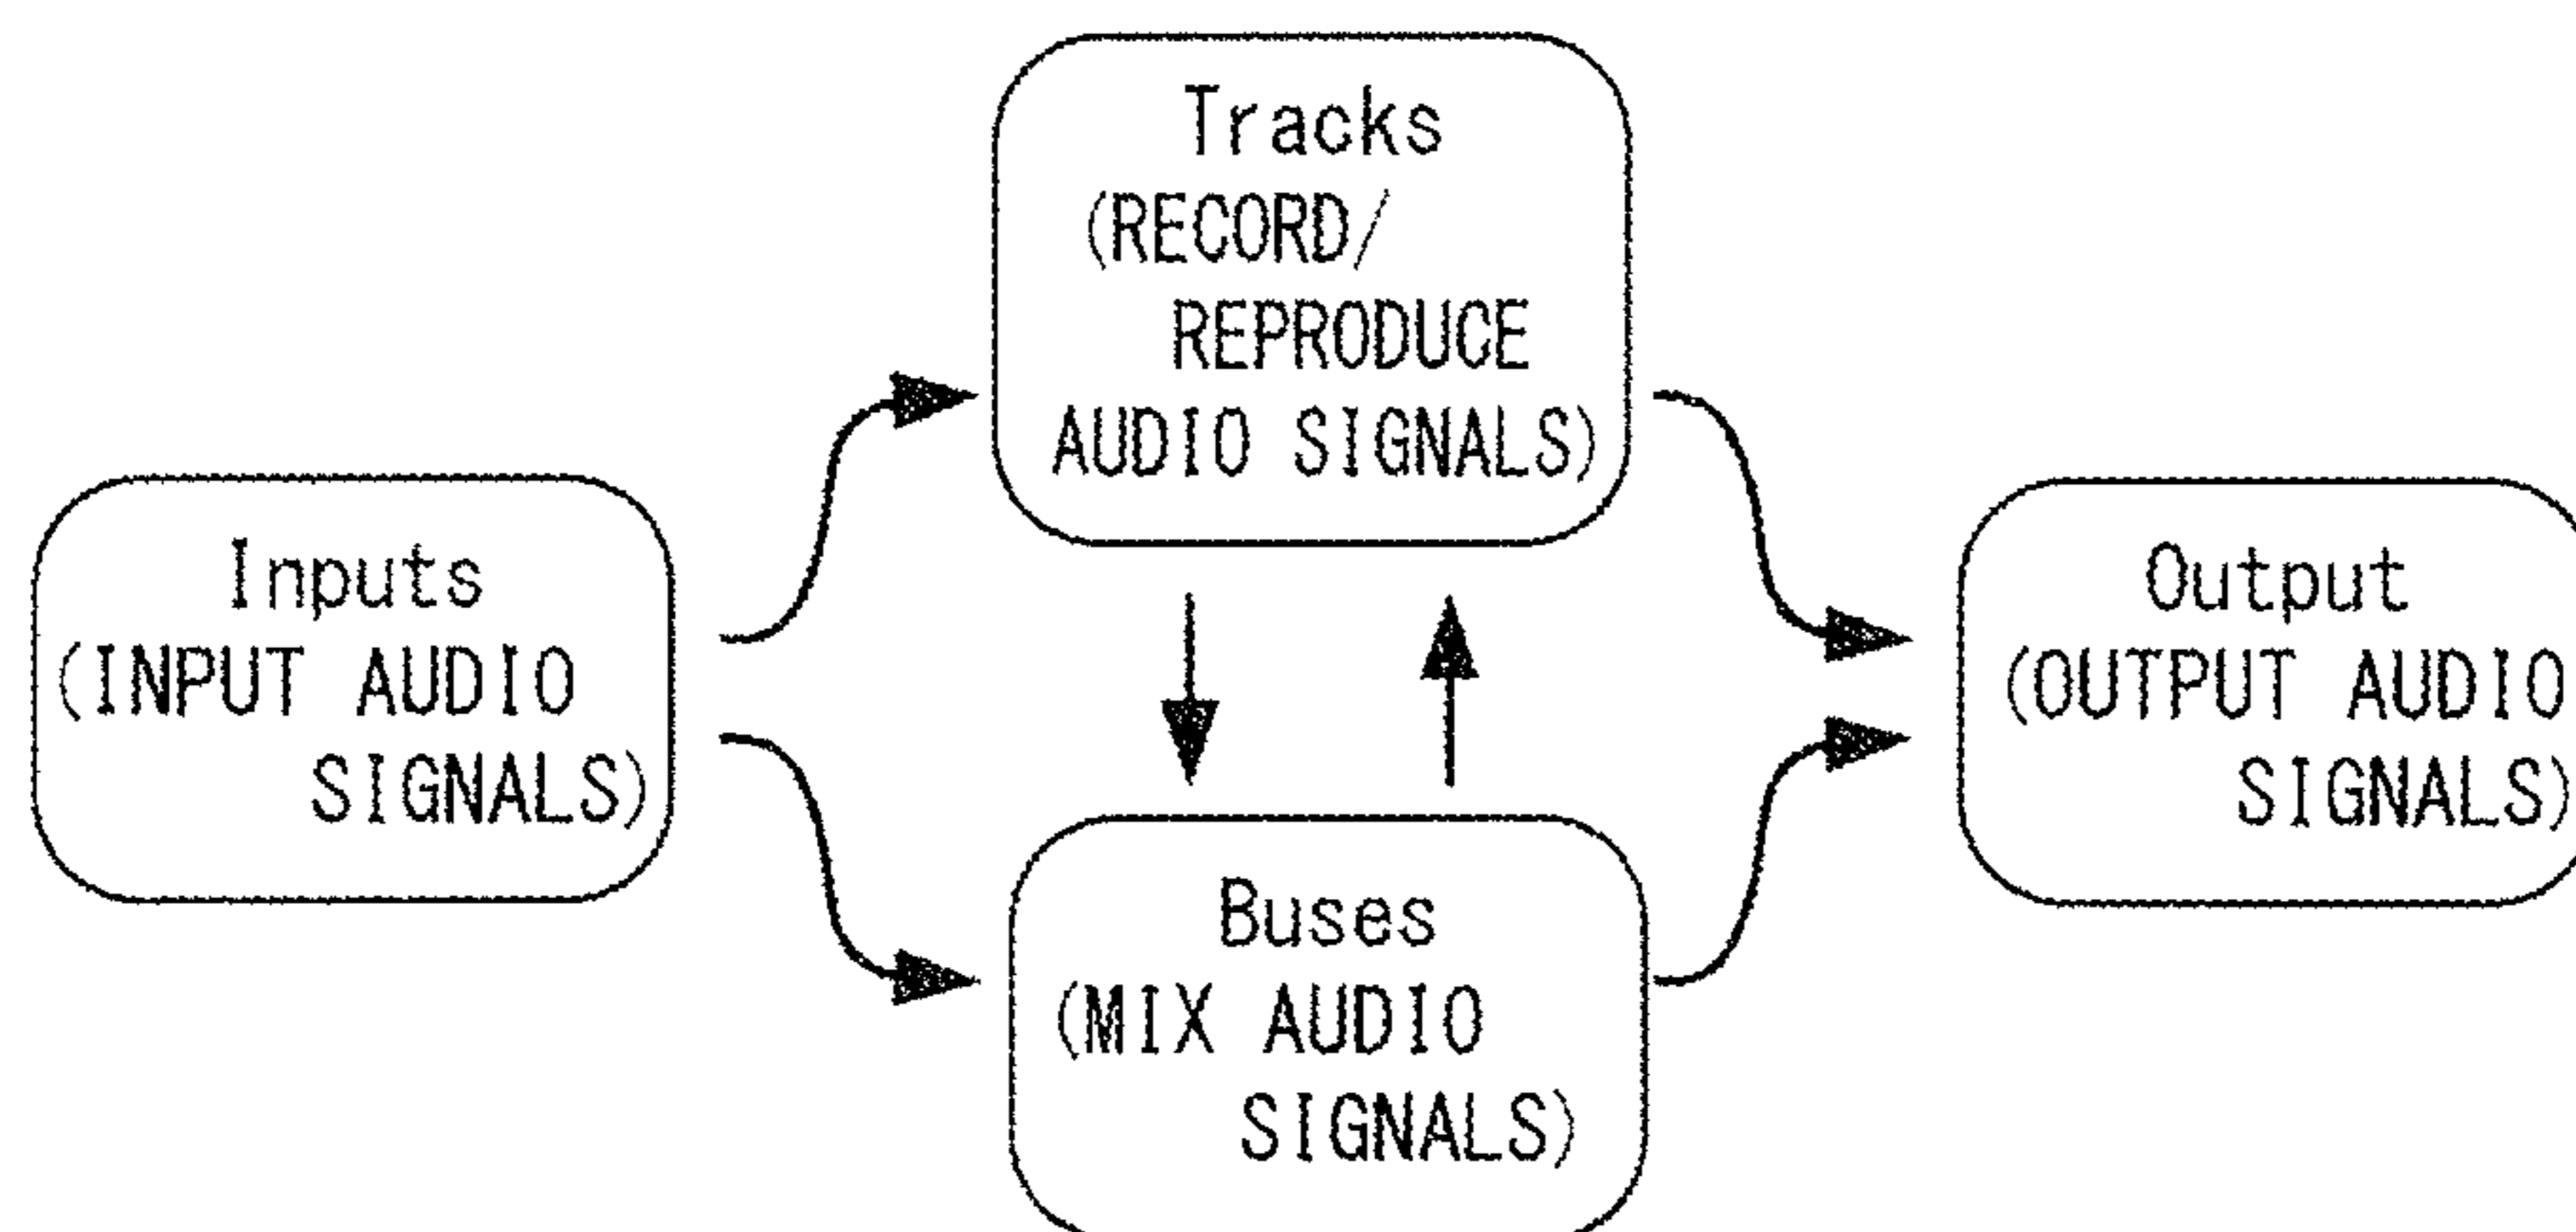 Tracks
(RECORD/
REPRODUCE
AUDIO SIGNALS)
Inputs
(INPUT AUDIO
SIGNALS)
Output
(OUTPUT AUDIO
SIGNALS)
Buses
(MIX AUDIO
SIGNALS)